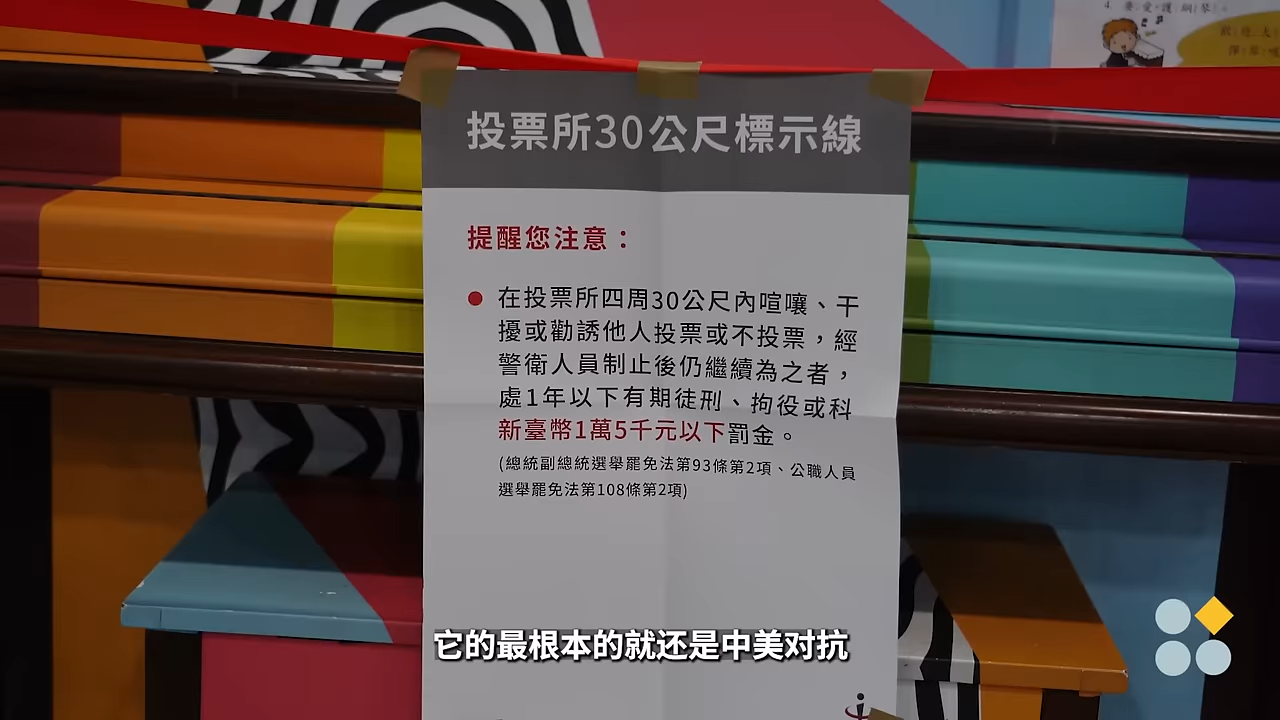 4. 要愛護鋼琴。
投票所30公尺標示線
提醒您注意：
在投票所四周30公尺內喧嚷、干
擾或勸誘他人投票或不投票，經
警衛人員制止後仍繼續為之者，
處1年以下有期徒刑、拘役或科
新臺幣1萬5千元以下罰金。
(總統副總統選舉罷免法第93條第2項、公職人員
選舉罷免法第108條第2項)
它的最根本的就还是中美对抗